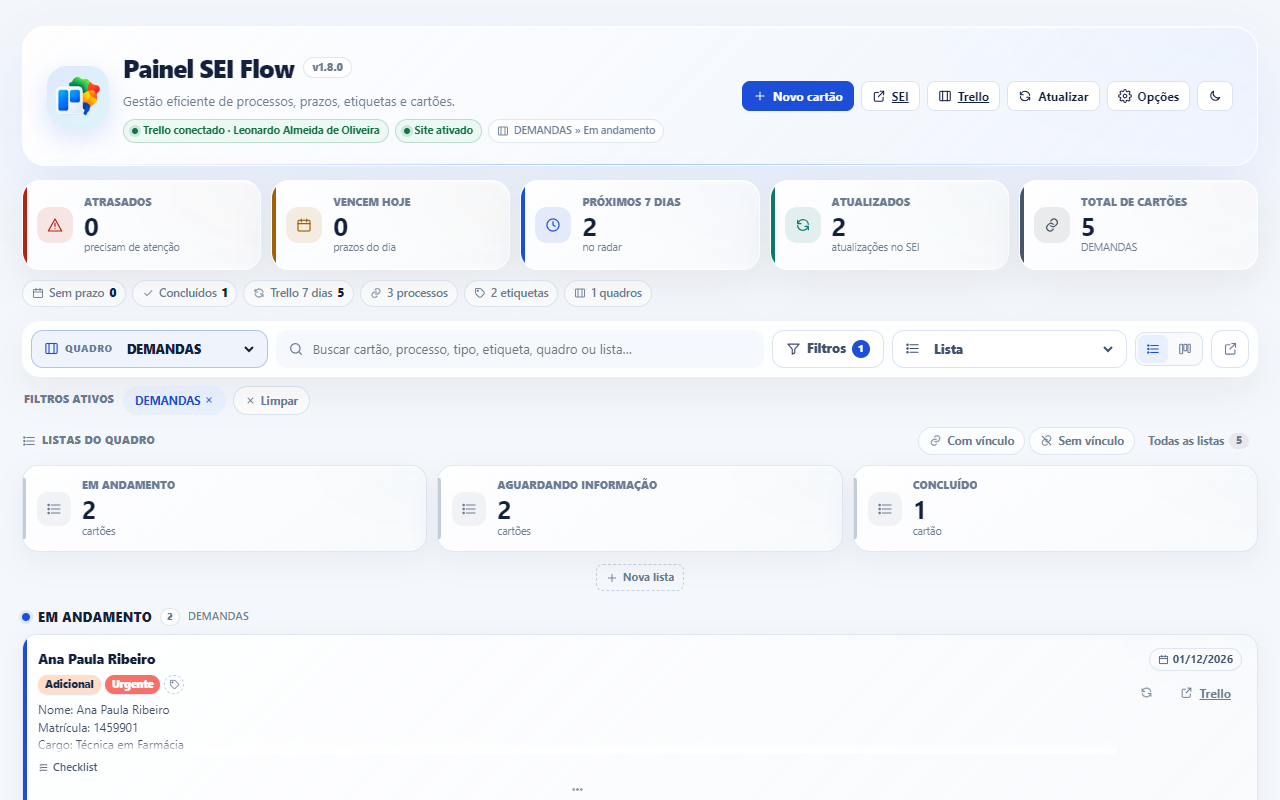 Painel SEI Flow v1.8.0
Gestão eficiente de processos, prazos, etiquetas e cartões.
Trello conectado - Leonardo Almeida de Oliveira Site ativado DEMANDAS » Em andamento
Novo cartão SEI Trello Atualizar Opções
ATRASADOS
0
precisam de atenção
VENCEM HOJE
0
prazos do dia
PRÓXIMOS 7 DIAS
2
no radar
ATUALIZADOS
2
atualizações no SEI
TOTAL DE CARTÕES
5
DEMANDAS
Sem prazo 0 Concluídos 1 Trello 7 dias 5 3 processos 2 etiquetas 1 quadros
QUADRO DEMANDAS Buscar cartão, processo, tipo, etiqueta, quadro ou lista... Filtros 1 Lista
FILTROS ATIVOS DEMANDAS × × Limpar
LISTAS DO QUADRO Com vínculo Sem vínculo Todas as listas 5
EM ANDAMENTO
2
cartões
AGUARDANDO INFORMAÇÃO
2
cartões
CONCLUÍDO
1
cartão
+ Nova lista
EM ANDAMENTO 2 DEMANDAS
Ana Paula Ribeiro 01/12/2026
Adicional Urgente Trello
Nome: Ana Paula Ribeiro
Matrícula: 1459901
Cargo: Técnica em Farmácia
Checklist
...